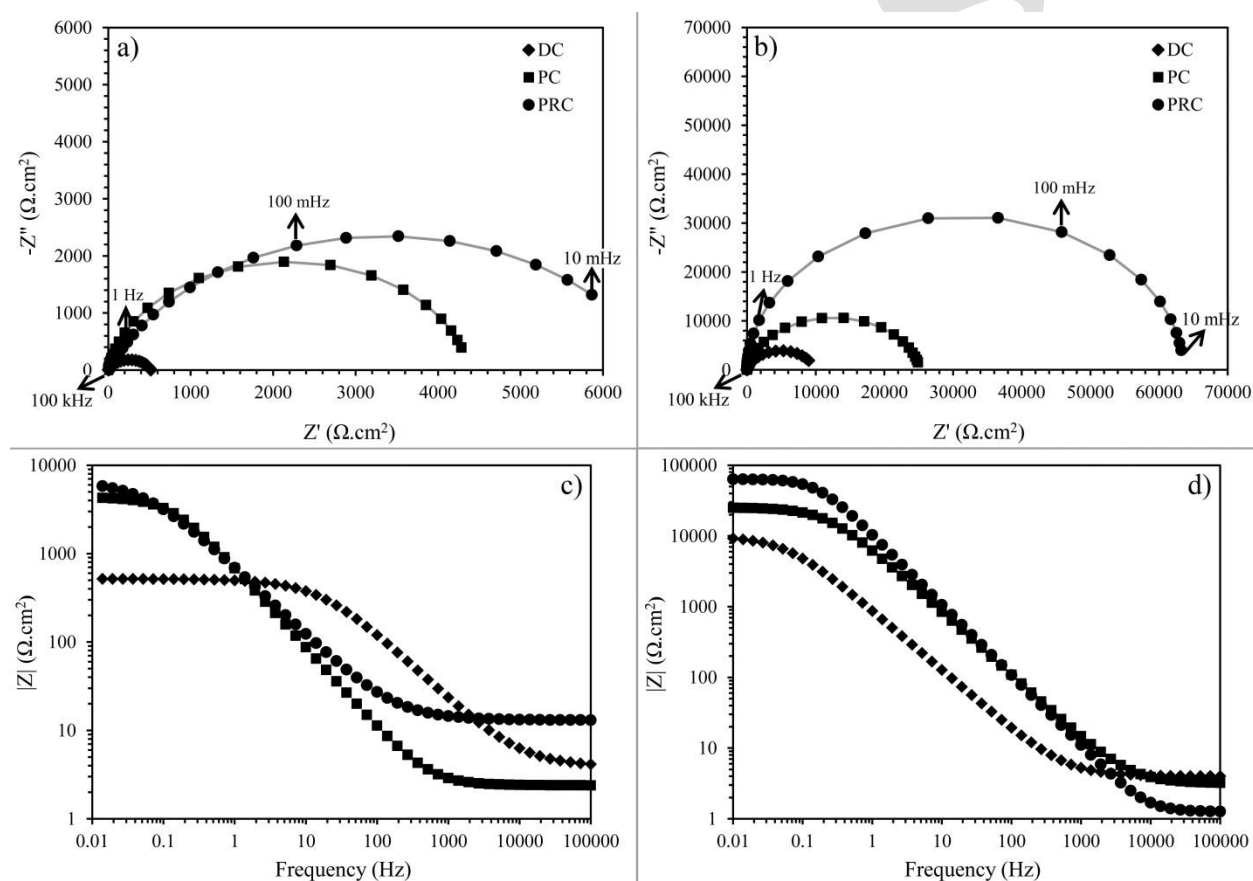 a)
6000
5000
4000
3000
2000
1000
0
-Z" (Ω.cm²)
DC
PC
PRC
1 Hz
100 mHz
10 mHz
100 kHz
0 1000 2000 3000 4000 5000 6000
Z' (Ω.cm²)
b)
70000
60000
50000
40000
30000
20000
10000
0
-Z" (Ω.cm²)
DC
PC
PRC
1 Hz
100 mHz
10 mHz
100 kHz
0 10000 20000 30000 40000 50000 60000 70000
Z' (Ω.cm²)
c)
10000
1000
100
10
1
|Z| (Ω.cm²)
0.01 0.1 1 10 100 1000 10000 100000
Frequency (Hz)
d)
100000
10000
1000
100
10
1
|Z| (Ω.cm²)
0.01 0.1 1 10 100 1000 10000 100000
Frequency (Hz)